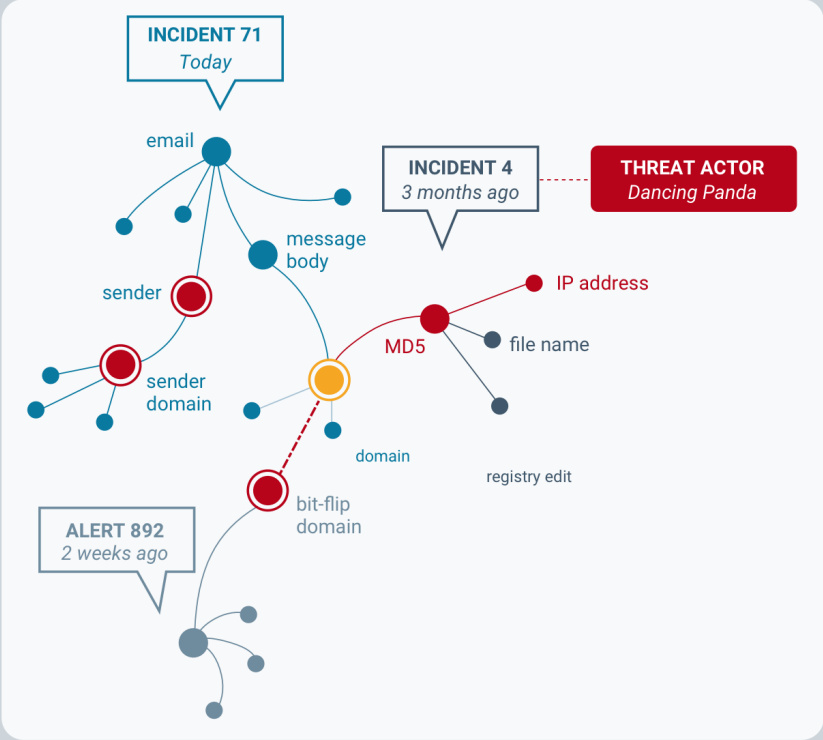 INCIDENT 71
Today
email
INCIDENT 4
3 months ago
THREAT ACTOR
Dancing Panda
message
body
sender
IP address
MD5
file name
sender
domain
domain
registry edit
bit-flip
domain
ALERT 892
2 weeks ago